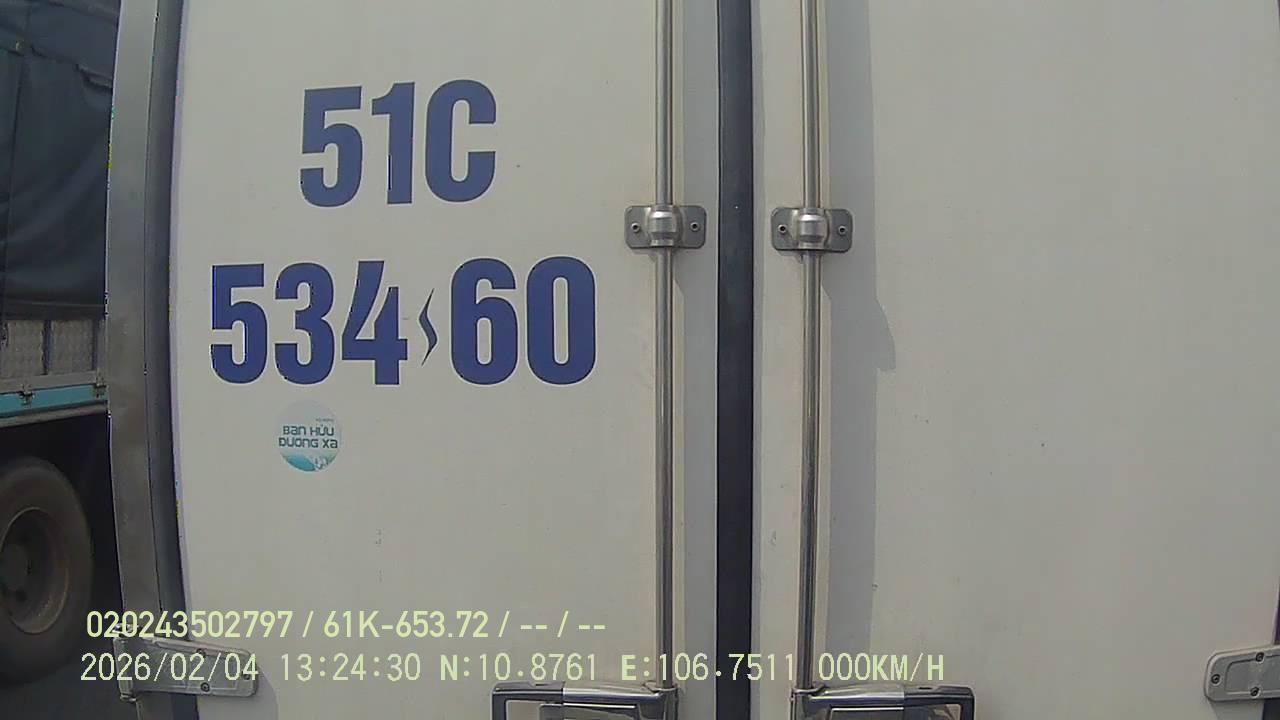 51C
534 60
BẠN HỮU
ĐƯỜNG XA
020243502797 / 61K-653.72 / -- / --
2026/02/04 13:24:30 N:10.8761 E:106.7511 000KM/H